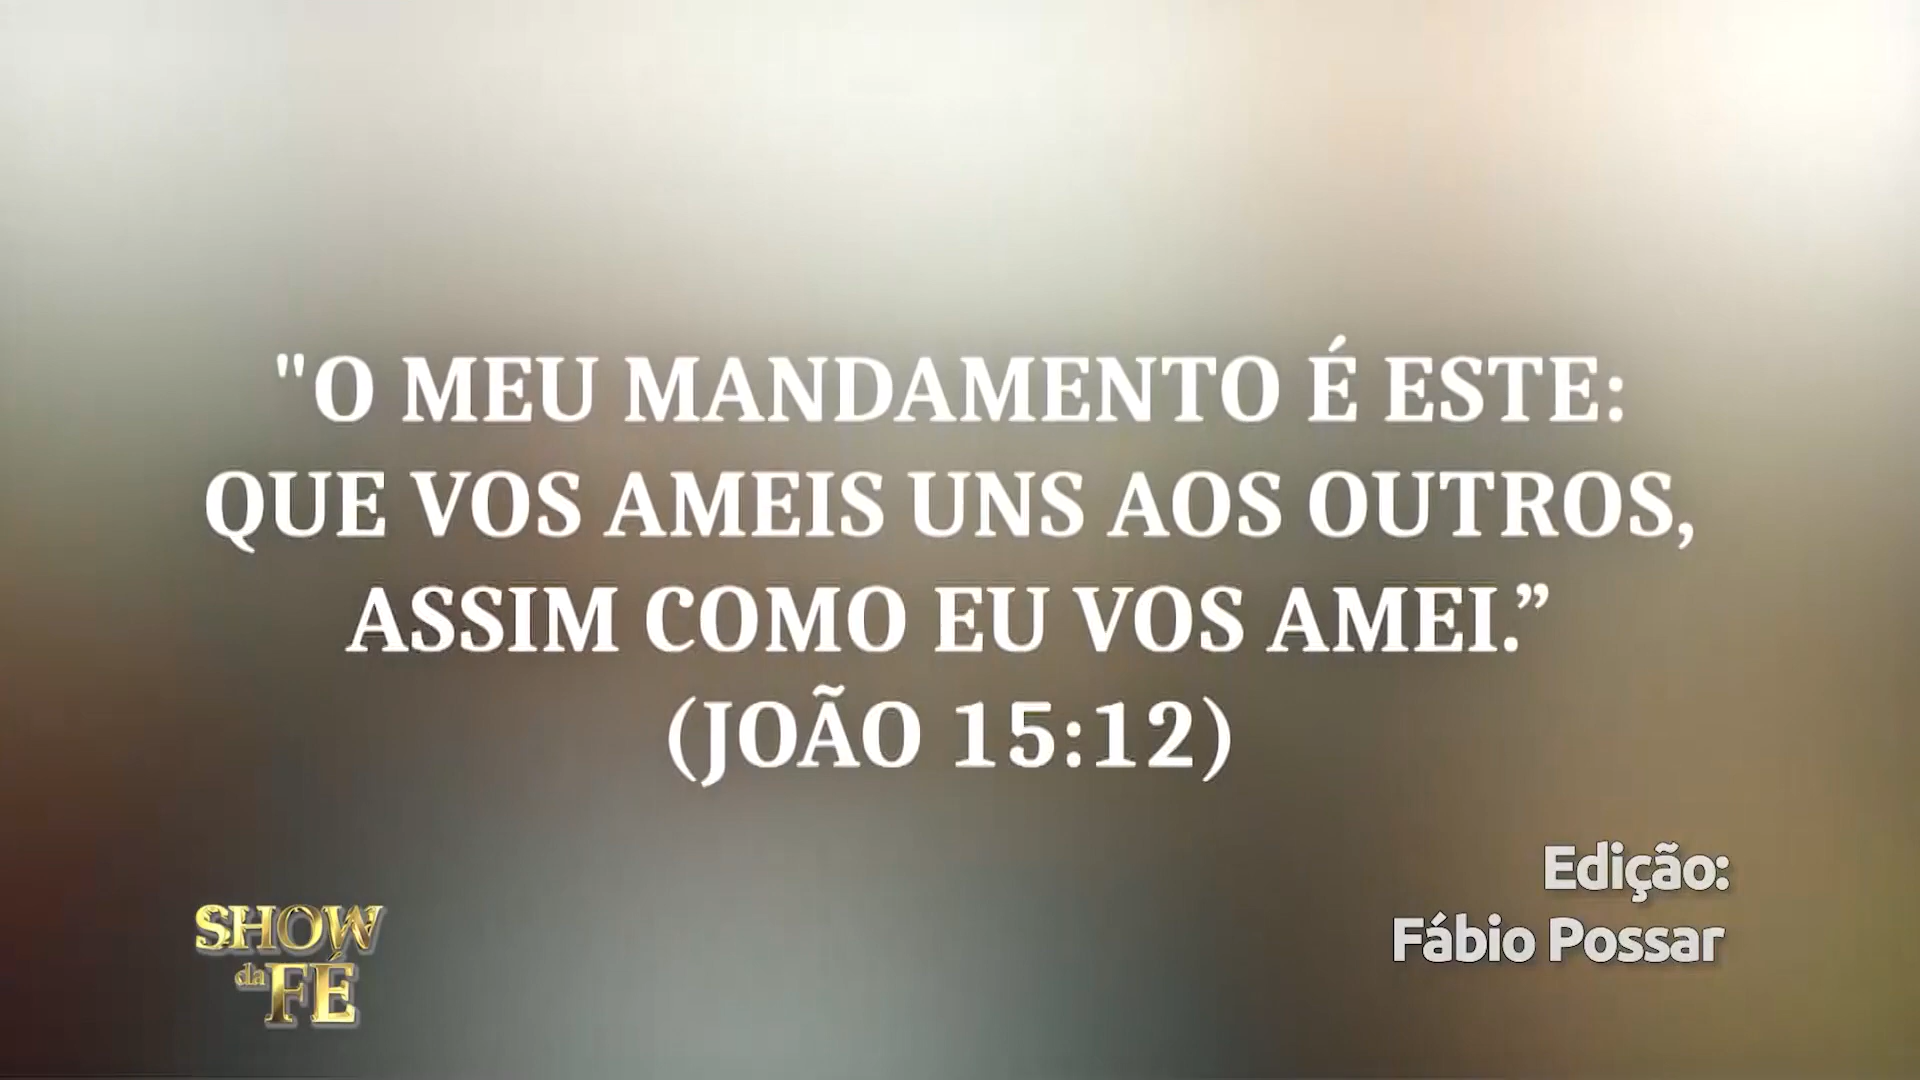 "O MEU MANDAMENTO É ESTE:
QUE VOS AMEIS UNS AOS OUTROS,
ASSIM COMO EU VOS AMEI.”
(JOÃO 15:12)
Edição:
Fábio Possar
SHOW
da FÉ